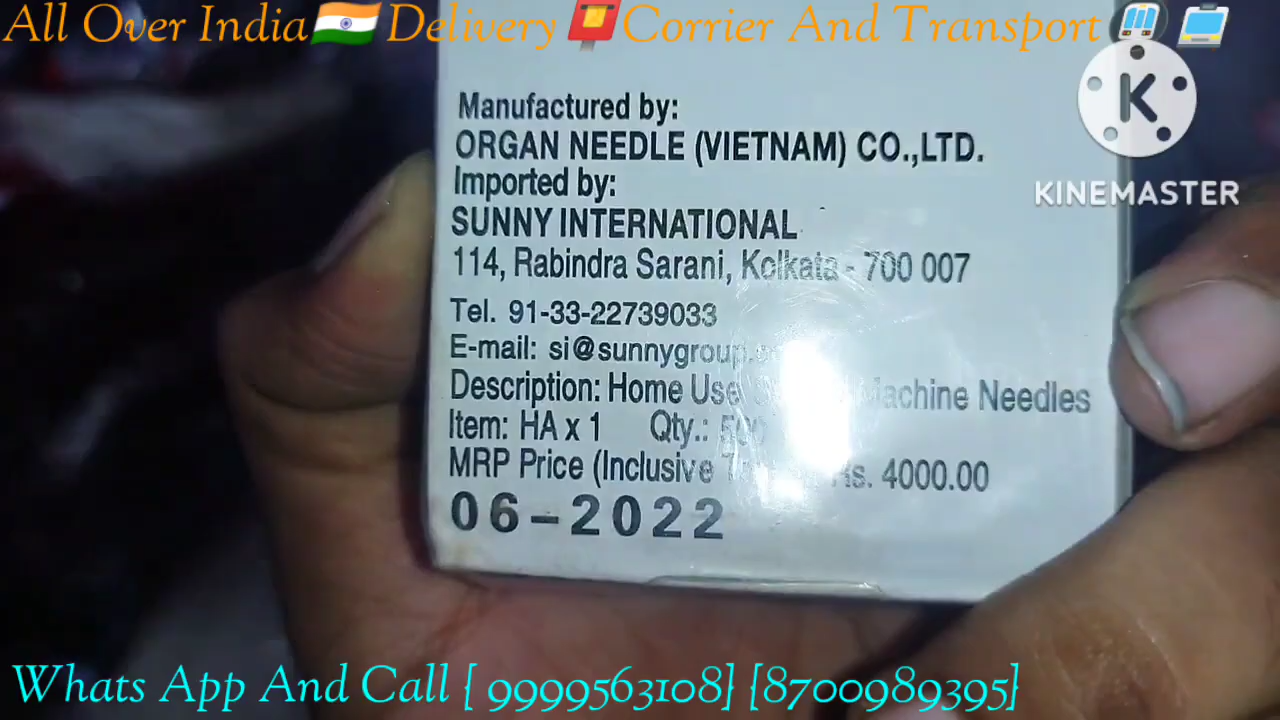 All Over India🇮🇳Delivery📮Corrier And Transport🚇🚍
K
KINEMASTER
Manufactured by:
ORGAN NEEDLE (VIETNAM) CO.,LTD.
Imported by:
SUNNY INTERNATIONAL
114, Rabindra Sarani, Kolkata - 700 007
Tel. 91-33-22739033
E-mail: si@sunnygroup.
Description: Home Use Machine Needles
Item: HA x 1 Qty.: 500
MRP Price (Inclusive Rs. 4000.00
06-2022
Whats App And Call [ 9999563108} {8700989395}